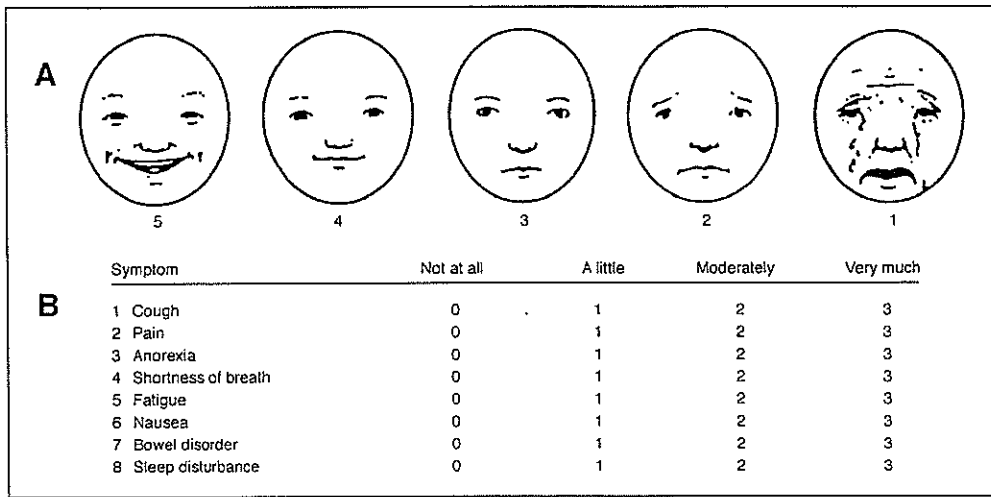 A
5 4 3 2 1
Symptom Not at all A little Moderately Very much
B
1 Cough 0 1 2 3
2 Pain 0 1 2 3
3 Anorexia 0 1 2 3
4 Shortness of breath 0 1 2 3
5 Fatigue 0 1 2 3
6 Nausea 0 1 2 3
7 Bowel disorder 0 1 2 3
8 Sleep disturbance 0 1 2 3